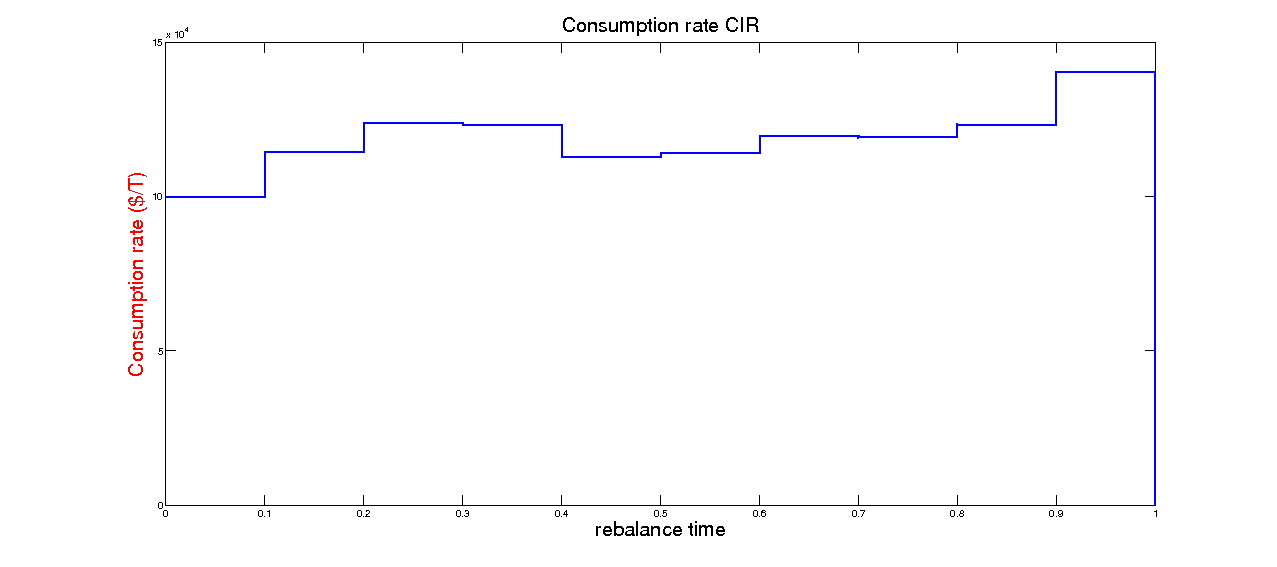 Consumption rate CIR
x 10^4
15
10
5
0
Consumption rate ($/T)
0 0.1 0.2 0.3 0.4 0.5 0.6 0.7 0.8 0.9 1
rebalance time